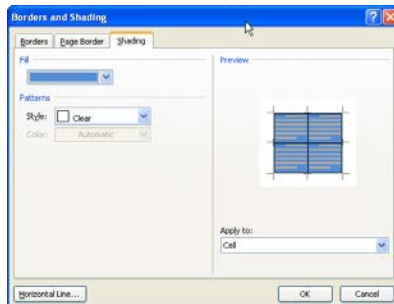 Borders and Shading
Borders
Page Border
Shading
Fill
Patterns
Style:
Clear
Color:
Automatic
Preview
Apply to:
Cell
Horizontal Line...
OK
Cancel